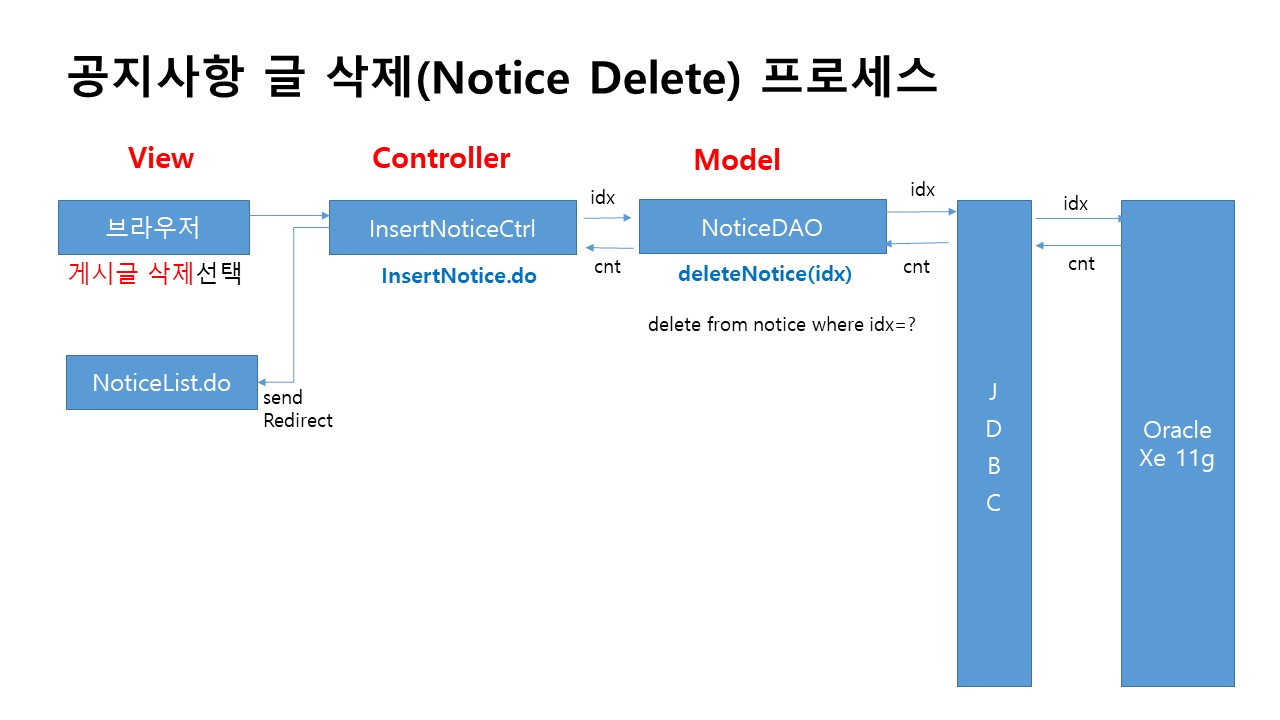 공지사항 글 삭제(Notice Delete) 프로세스
View
Controller
Model
브라우저
게시글 삭제선택
InsertNoticeCtrl
InsertNotice.do
idx
cnt
NoticeDAO
deleteNotice(idx)
delete from notice where idx=?
idx
cnt
J
D
B
C
idx
cnt
Oracle
Xe 11g
NoticeList.do
send
Redirect